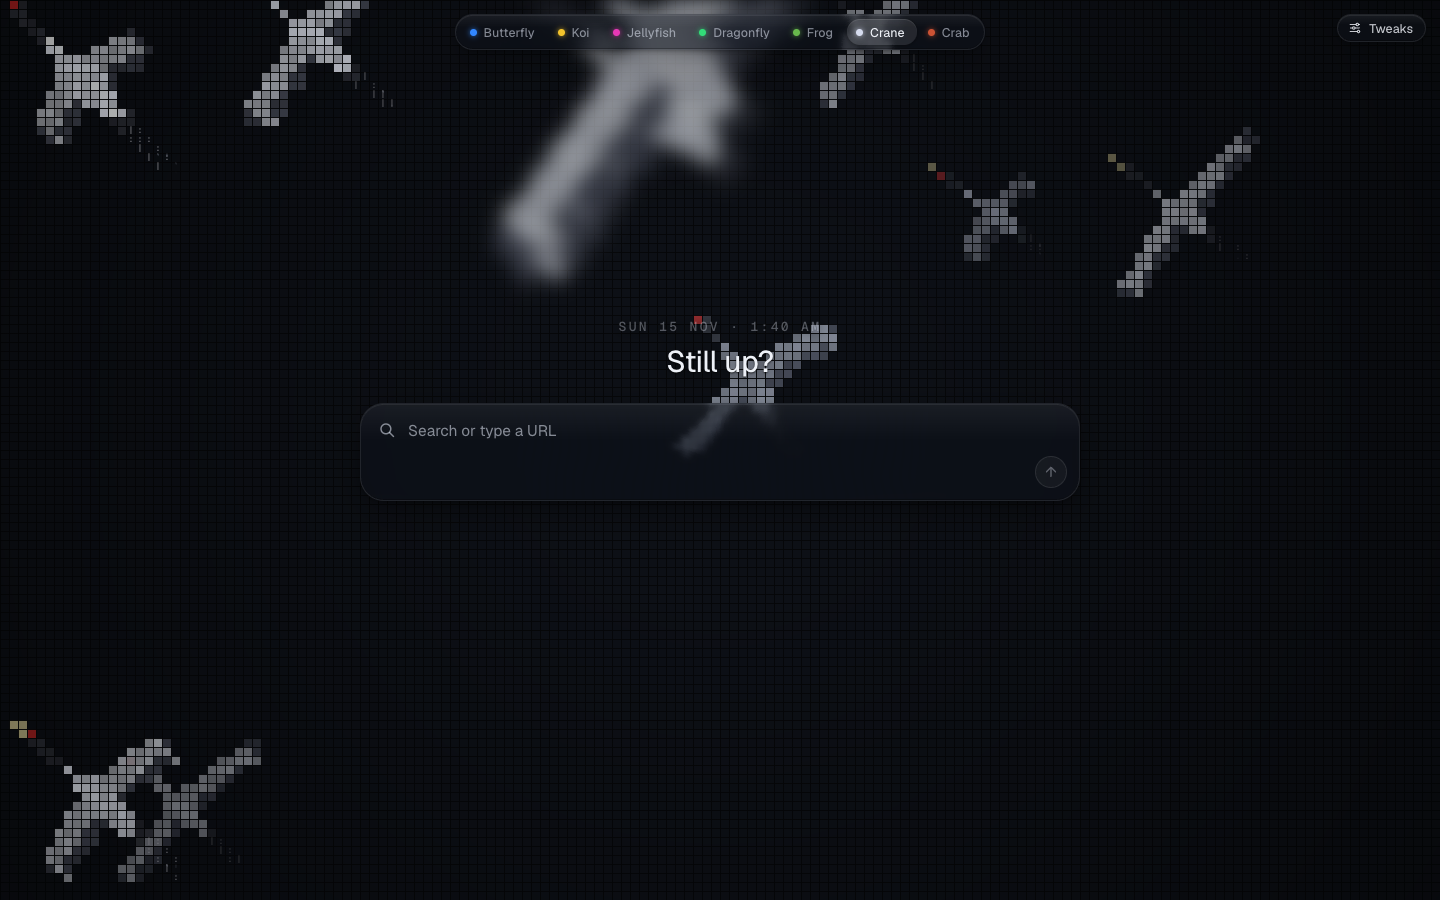 Butterfly
Koi
Jellyfish
Dragonfly
Frog
Crane
Crab
Tweaks
SUN 15 NOV · 1:40 AM
Still up?
Search or type a URL